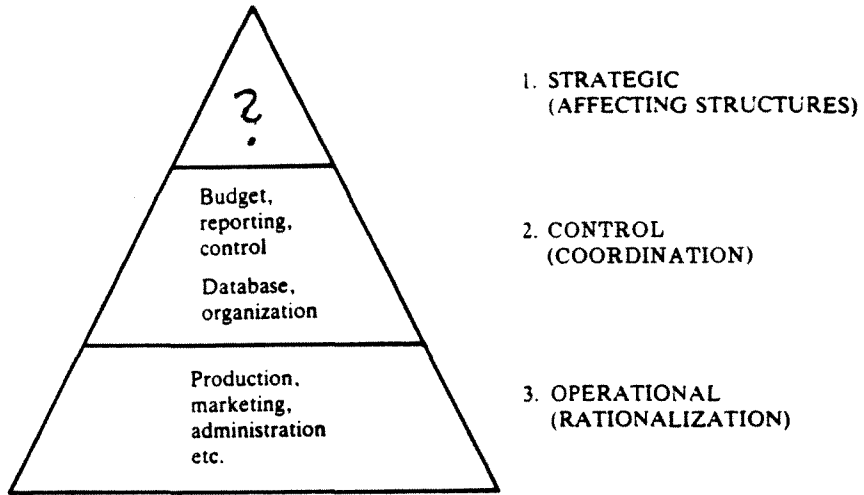 ?
1. STRATEGIC
(AFFECTING STRUCTURES)
Budget,
reporting,
control
Database,
organization
2. CONTROL
(COORDINATION)
Production,
marketing,
administration
etc.
3. OPERATIONAL
(RATIONALIZATION)